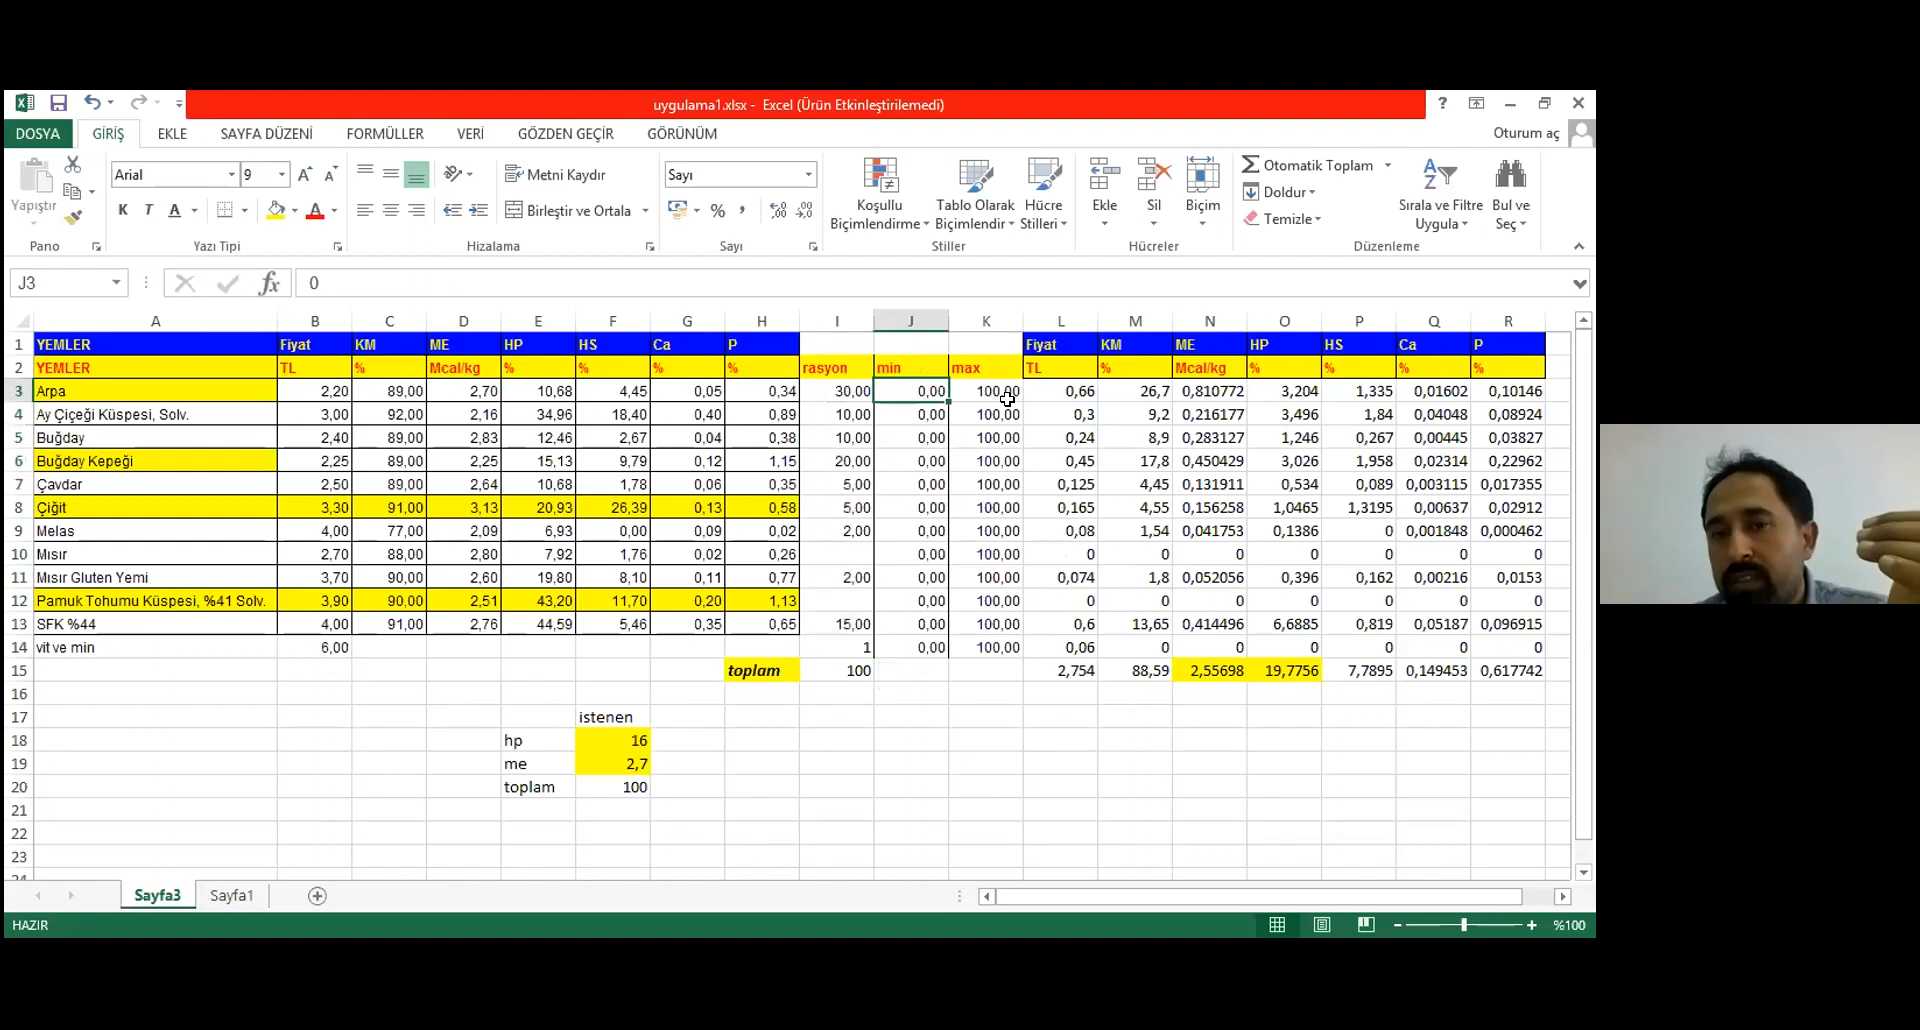 uygulama1.xlsx - Excel (Ürün Etkinleştirilemedi)
?
DOSYA GİRİŞ EKLE SAYFA DÜZENİ FORMÜLLER VERİ GÖZDEN GEÇİR GÖRÜNÜM Oturum aç
Yapıştır
Arial 9
K T A
A A
Metni Kaydır
Birleştir ve Ortala
Sayı
%
Koşullu Biçimlendirme
Tablo Olarak Biçimlendir
Hücre Stilleri
Ekle
Sil
Biçim
Otomatik Toplam
Doldur
Temizle
Sırala ve Filtre Uygula
Bul ve Seç
Pano Yazı Tipi Hizalama Sayı Stiller Hücreler Düzenleme
J3 fx 0
A B C D E F G H I J K L M N O P Q R
1 YEMLER Fiyat KM ME HP HS Ca P Fiyat KM ME HP HS Ca P
2 YEMLER TL % Mcal/kg % % % % rasyon min max TL % Mcal/kg % % % %
3 Arpa 2,20 89,00 2,70 10,68 4,45 0,05 0,34 30,00 0,00 100,00 0,66 26,7 0,810772 3,204 1,335 0,01602 0,10146
4 Ay Çiçeği Küspesi, Solv. 3,00 92,00 2,16 34,96 18,40 0,40 0,89 10,00 0,00 100,00 0,3 9,2 0,216177 3,496 1,84 0,04048 0,08924
5 Buğday 2,40 89,00 2,83 12,46 2,67 0,04 0,38 10,00 0,00 100,00 0,24 8,9 0,283127 1,246 0,267 0,00445 0,03827
6 Buğday Kepeği 2,25 89,00 2,25 15,13 9,79 0,12 1,15 20,00 0,00 100,00 0,45 17,8 0,450429 3,026 1,958 0,02314 0,22962
7 Çavdar 2,50 89,00 2,64 10,68 1,78 0,06 0,35 5,00 0,00 100,00 0,125 4,45 0,131911 0,534 0,089 0,003115 0,017355
8 Çiğit 3,30 91,00 3,13 20,93 26,39 0,13 0,58 5,00 0,00 100,00 0,165 4,55 0,156258 1,0465 1,3195 0,00637 0,02912
9 Melas 4,00 77,00 2,09 6,93 0,00 0,09 0,02 2,00 0,00 100,00 0,08 1,54 0,041753 0,1386 0 0,001848 0,000462
10 Mısır 2,70 88,00 2,80 7,92 1,76 0,02 0,26 0,00 100,00 0 0 0 0 0 0 0
11 Mısır Gluten Yemi 3,70 90,00 2,60 19,80 8,10 0,11 0,77 2,00 0,00 100,00 0,074 1,8 0,052056 0,396 0,162 0,00216 0,0153
12 Pamuk Tohumu Küspesi, %41 Solv. 3,90 90,00 2,51 43,20 11,70 0,20 1,13 0,00 100,00 0 0 0 0 0 0 0
13 SFK %44 4,00 91,00 2,76 44,59 5,46 0,35 0,65 15,00 0,00 100,00 0,6 13,65 0,414496 6,6885 0,819 0,05187 0,096915
14 vit ve min 6,00 1 0,00 100,00 0,06 0 0 0 0 0 0
15 toplam 100 2,754 88,59 2,55698 19,7756 7,7895 0,149453 0,617742
16
17 istenen
18 hp 16
19 me 2,7
20 toplam 100
21
22
23
Sayfa3 Sayfa1
HAZIR %100